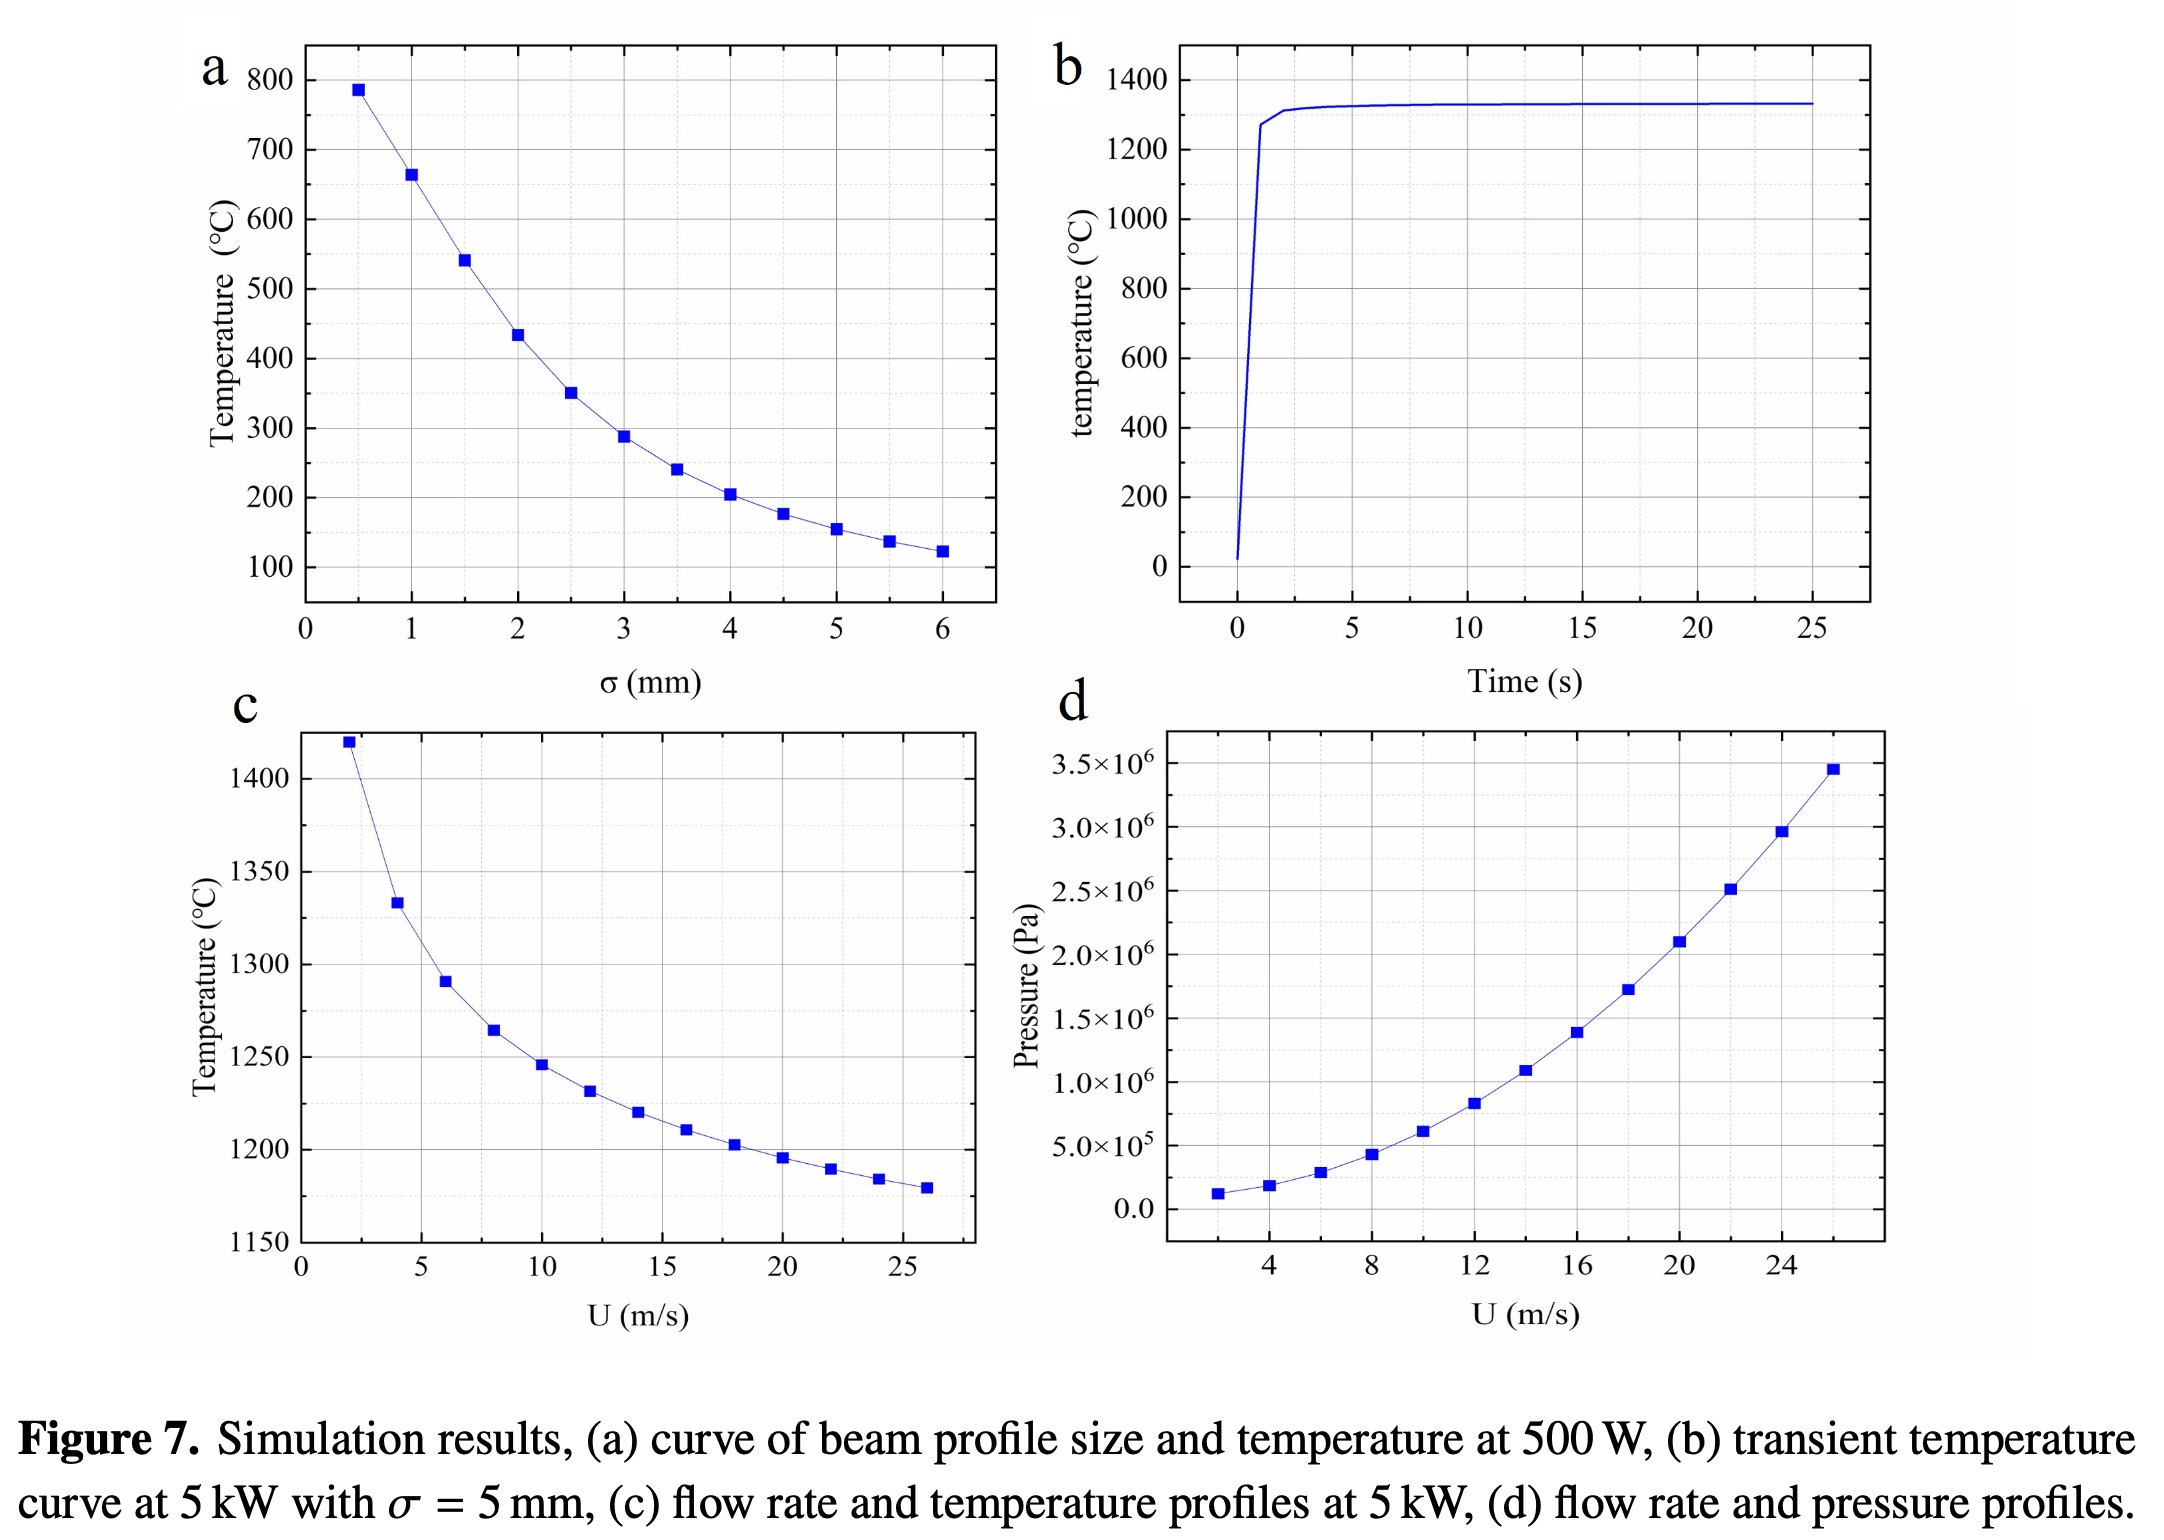 a
800
700
600
500
400
300
200
100
Temperature (°C)
0 1 2 3 4 5 6
σ (mm)
b
1400
1200
1000
800
600
400
200
0
temperature (°C)
0 5 10 15 20 25
Time (s)
c
1400
1350
1300
1250
1200
1150
Temperature (°C)
0 5 10 15 20 25
U (m/s)
d
3.5×10⁶
3.0×10⁶
2.5×10⁶
2.0×10⁶
1.5×10⁶
1.0×10⁶
5.0×10⁵
0.0
Pressure (Pa)
4 8 12 16 20 24
U (m/s)
Figure 7. Simulation results, (a) curve of beam profile size and temperature at 500 W, (b) transient temperature
curve at 5 kW with σ = 5 mm, (c) flow rate and temperature profiles at 5 kW, (d) flow rate and pressure profiles.